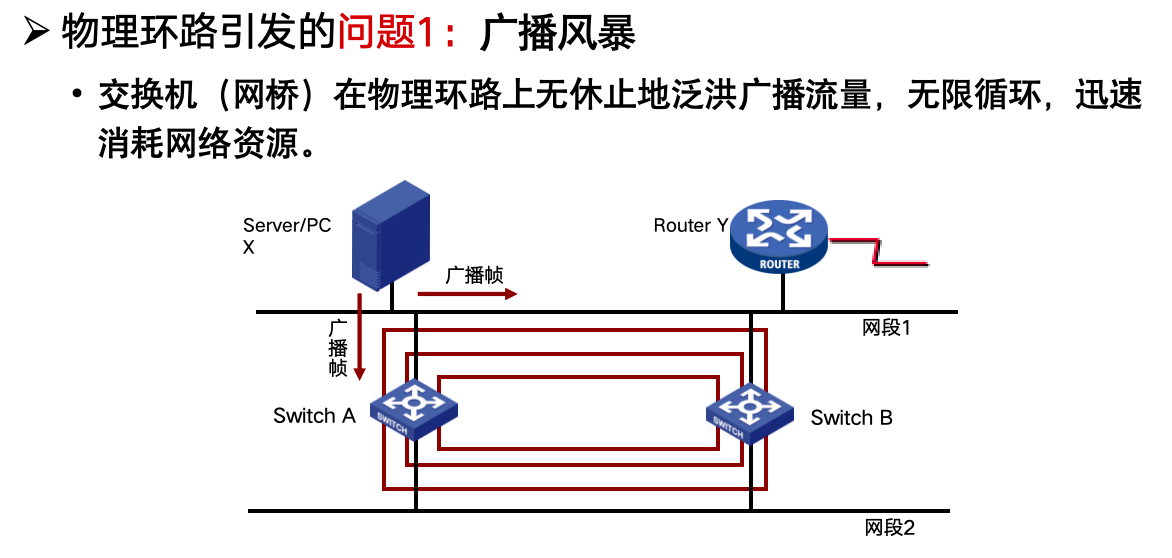 ➢ 物理环路引发的问题1：广播风暴
• 交换机（网桥）在物理环路上无休止地泛洪广播流量，无限循环，迅速
消耗网络资源。
Server/PC
X
Router Y
ROUTER
广播帧
网段1
广
播
帧
Switch A
SWITCH
SWITCH
Switch B
网段2